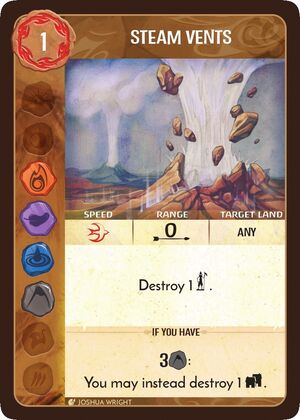 1
STEAM VENTS
SPEED RANGE TARGET LAND
0 ANY
Destroy 1 .
IF YOU HAVE
3 :
You may instead destroy 1 .
JOSHUA WRIGHT